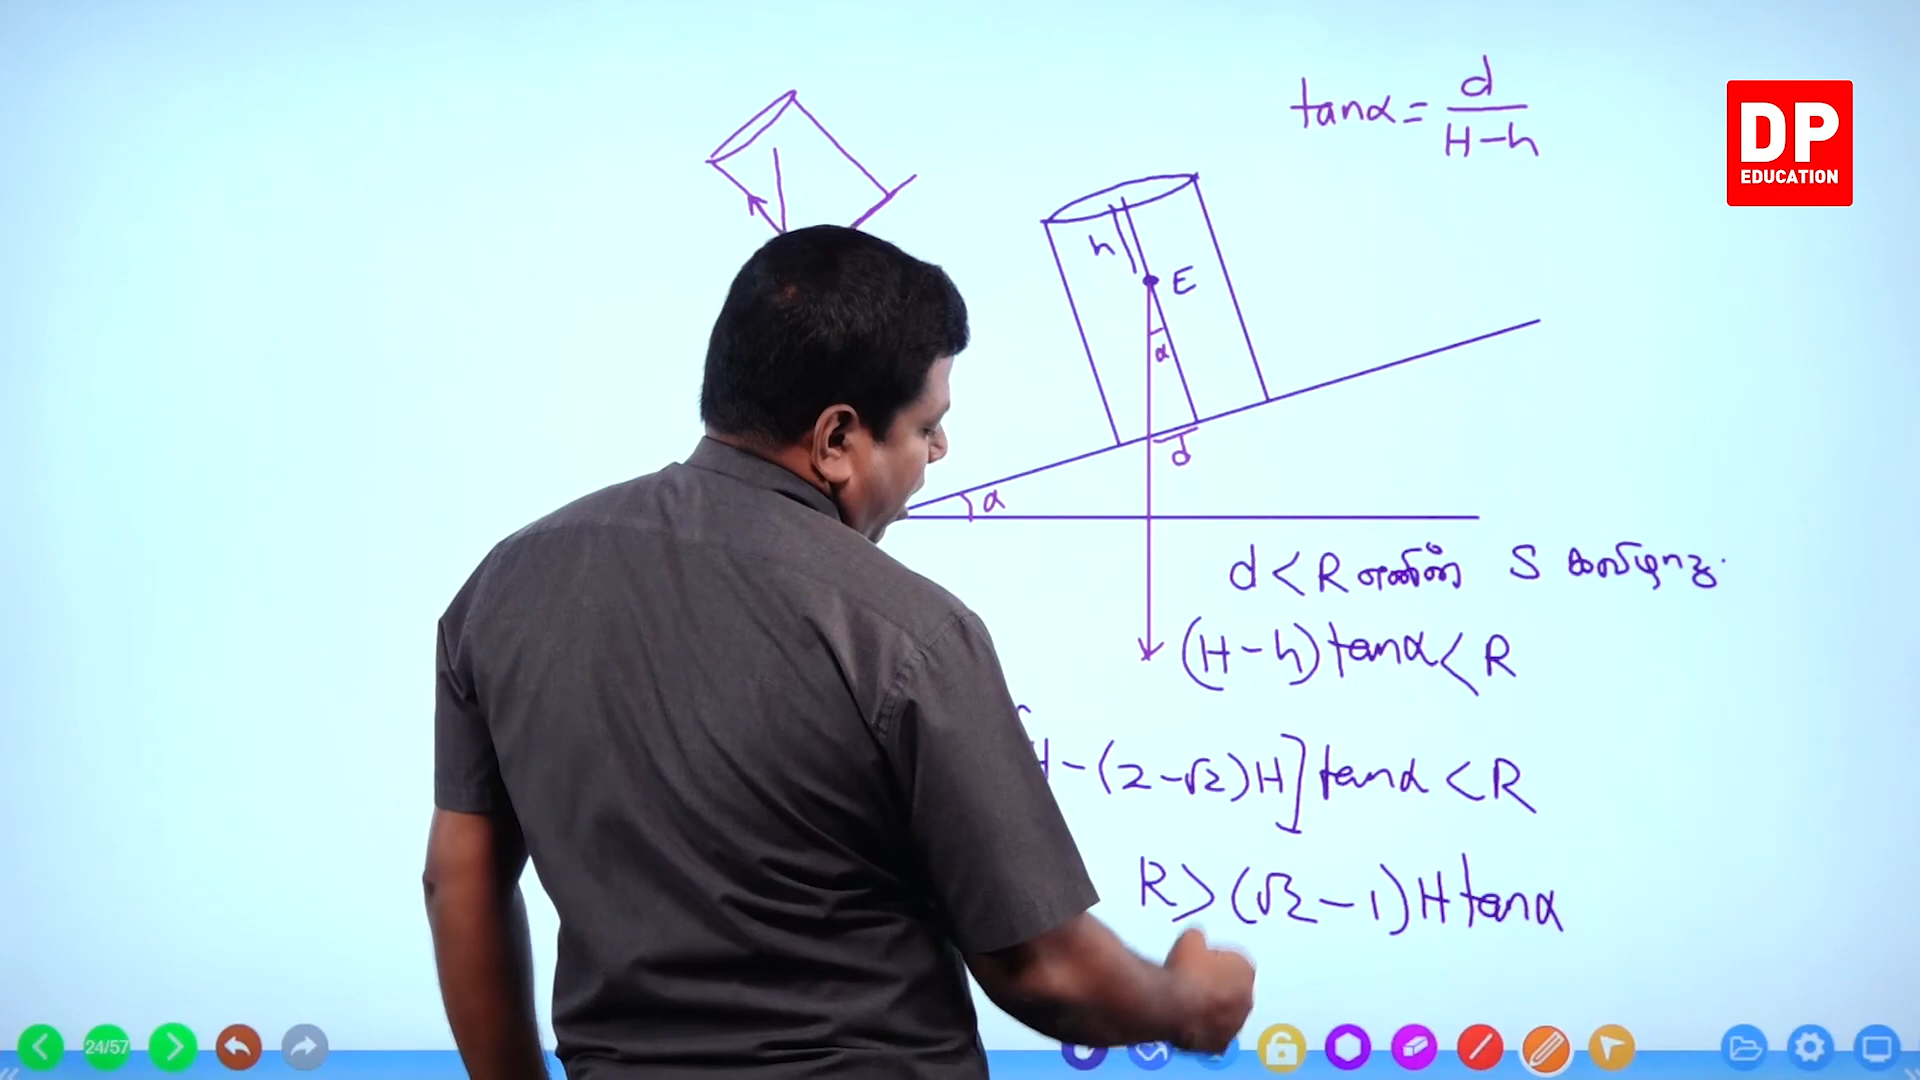 tanα = d / H-h
DP
EDUCATION
h
E
α
d
α
d < R எனின் S கவிழாது.
(H-h) tanα < R
H - (2-√2)H] tanα < R
R > (√2-1) H tanα
24/57